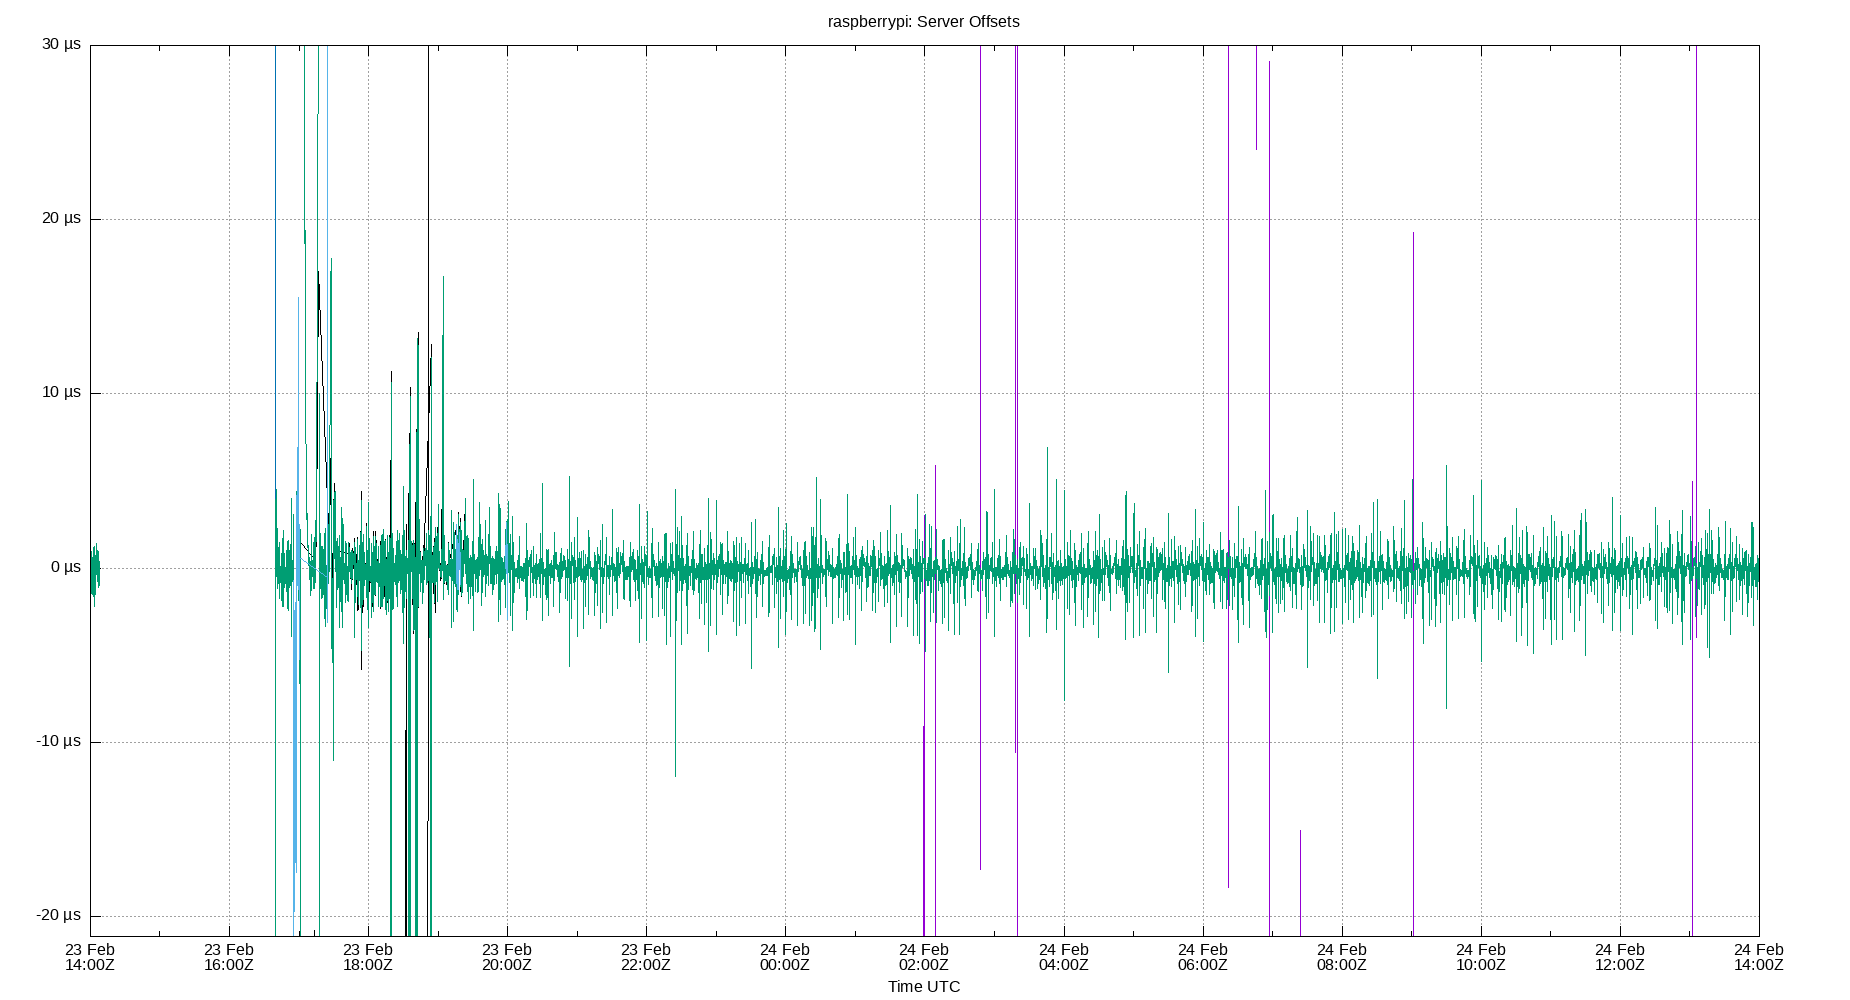 raspberrypi: Server Offsets
30 µs
20 µs
10 µs
0 µs
-10 µs
-20 µs
23 Feb 23 Feb 23 Feb 23 Feb 23 Feb 24 Feb 24 Feb 24 Feb 24 Feb 24 Feb 24 Feb 24 Feb 24 Feb
14:00Z 16:00Z 18:00Z 20:00Z 22:00Z 00:00Z 02:00Z 04:00Z 06:00Z 08:00Z 10:00Z 12:00Z 14:00Z
Time UTC